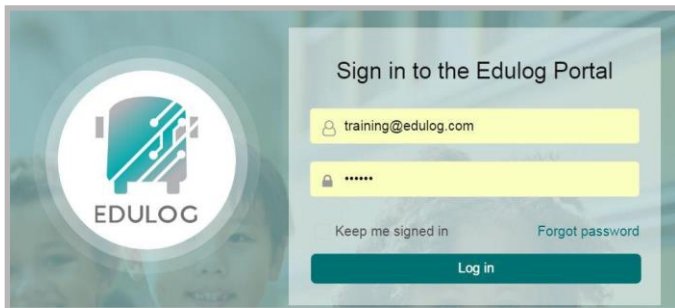 Sign in to the Edulog Portal
training@edulog.com
••••••
EDULOG
Keep me signed in
Forgot password
Log in